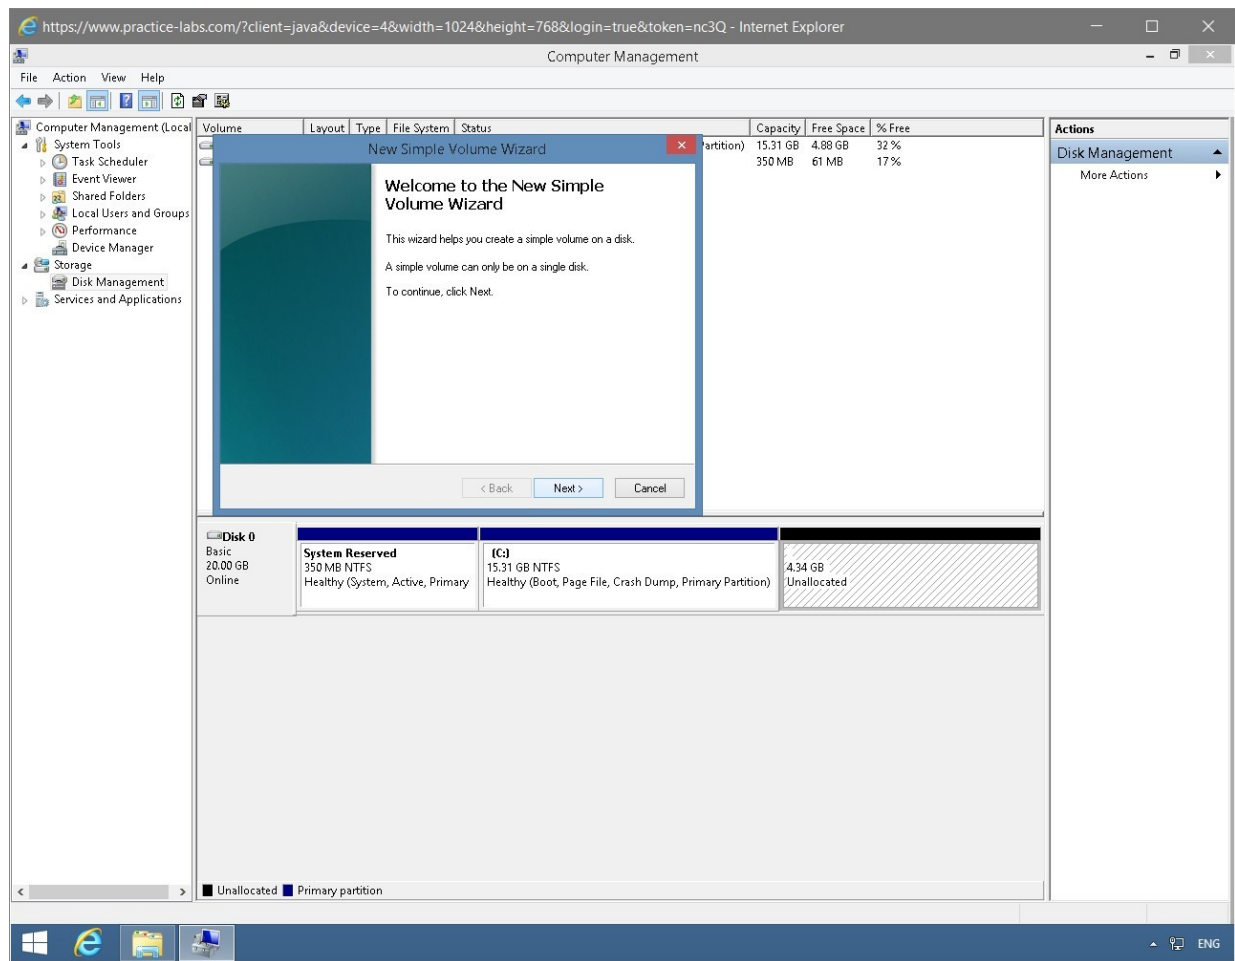 https://www.practice-labs.com/?client=java&device=4&width=1024&height=768&login=true&token=nc3Q - Internet Explorer
Computer Management
File Action View Help
Computer Management (Local
System Tools
Task Scheduler
Event Viewer
Shared Folders
Local Users and Groups
Performance
Device Manager
Storage
Disk Management
Services and Applications
Volume Layout Type File System Status Capacity Free Space % Free
artition) 15.31 GB 4.88 GB 32 %
350 MB 61 MB 17 %
New Simple Volume Wizard
Welcome to the New Simple
Volume Wizard
This wizard helps you create a simple volume on a disk.
A simple volume can only be on a single disk.
To continue, click Next.
< Back Next > Cancel
Disk 0
Basic
20.00 GB
Online
System Reserved
350 MB NTFS
Healthy (System, Active, Primary
(C:)
15.31 GB NTFS
Healthy (Boot, Page File, Crash Dump, Primary Partition)
4.34 GB
Unallocated
Unallocated Primary partition
Actions
Disk Management
More Actions
ENG